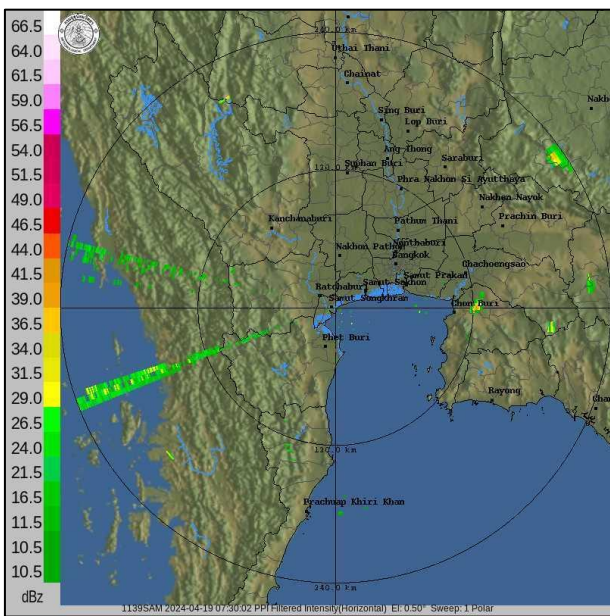 66.5
64.0
61.5
59.0
56.5
54.0
51.5
49.0
46.5
44.0
41.5
39.0
36.5
34.0
31.5
29.0
26.5
24.0
21.5
19.0
16.5
14.0
11.5
10.5
dBz
240.0 km
Uthai Thani
Chainat
Sing Buri
Lop Buri
Ang Thong
Suphan Buri
Saraburi
120.0 km
Phra Nakhon Si Ayutthaya
Nakhon Nayok
Kanchanaburi
Pathum Thani
Prachin Buri
Nonthaburi
Nakhon Pathom
Bangkok
Chachoengsao
Samut Prakan
Ratchaburi
Samut Sakhon
Samut Songkhram
Chon Buri
Phet Buri
Rayong
120.0 km
Prachuap Khiri Khan
240.0 km
1139SAM 2024-04-19 07:30:02 PPI Filtered Intensity(Horizontal) El: 0.50° Sweep: 1 Polar